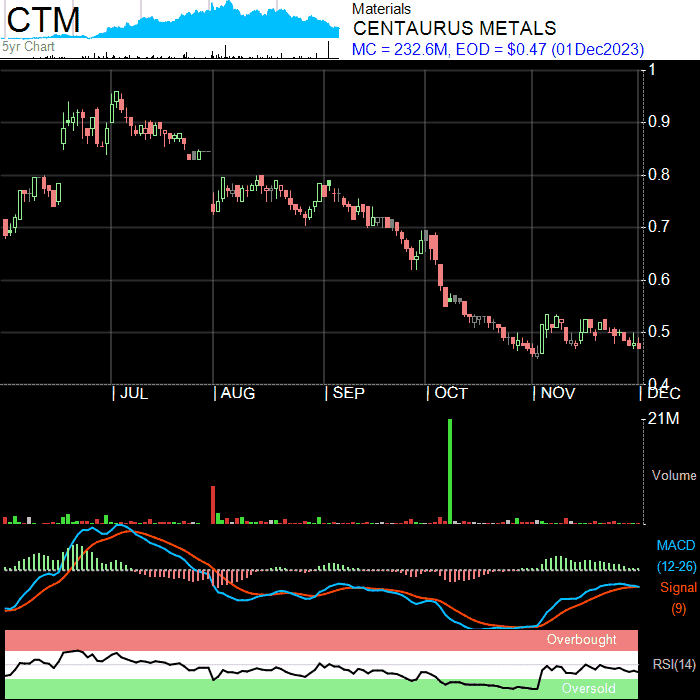 CTM
5yr Chart
Materials
CENTAURUS METALS
MC = 232.6M, EOD = $0.47 (01Dec2023)
1
0.9
0.8
0.7
0.6
0.5
0.4
JUL AUG SEP OCT NOV DEC
21M
Volume
MACD
(12-26)
Signal
(9)
Overbought
RSI(14)
Oversold